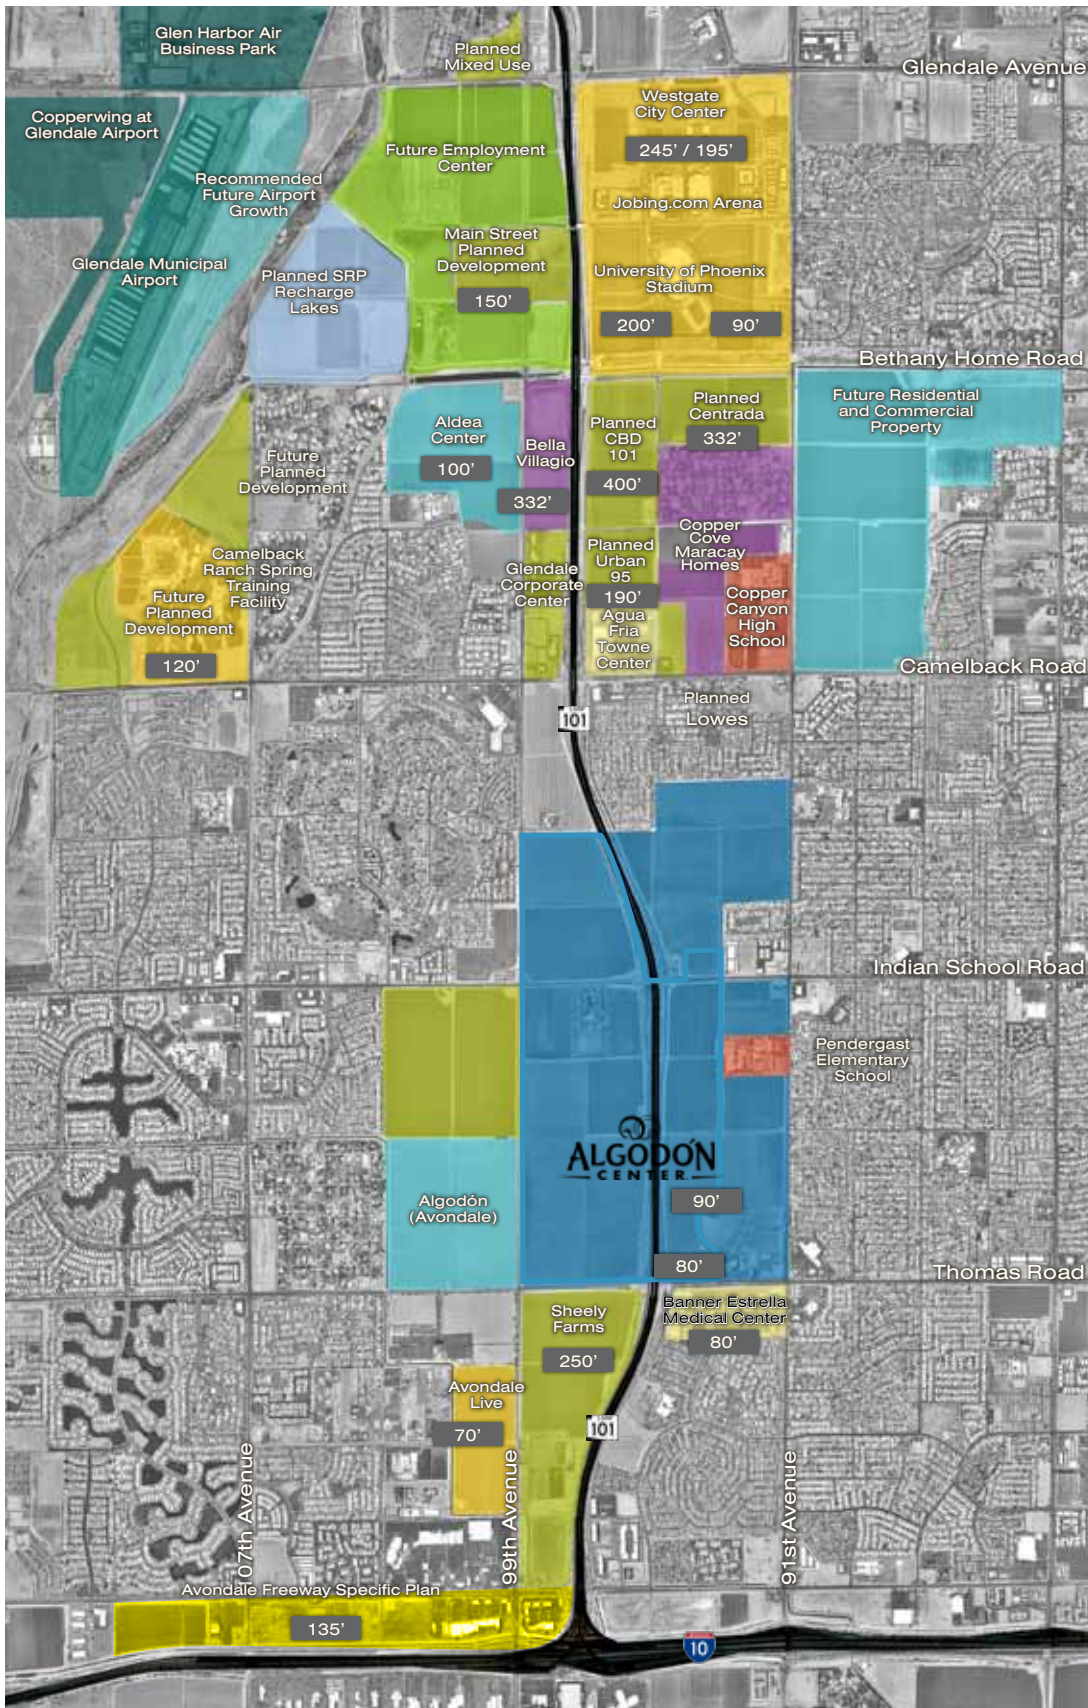 Glen Harbor Air
Business Park
Planned
Mixed Use
Glendale Avenue
Copperwing at
Glendale Airport
Westgate
City Center
245' / 195'
Future Employment
Center
Recommended
Future Airport
Growth
Jobing.com Arena
Main Street
Planned
Development
150'
Glendale Municipal
Airport
Planned SRP
Recharge
Lakes
University of Phoenix
Stadium
200'
90'
Bethany Home Road
Aldea
Center
100'
Bella
Villagio
332'
Planned
CBD
101
400'
Planned
Centrada
332'
Future Residential
and Commercial
Property
Future
Planned
Development
Camelback
Ranch Spring
Training
Facility
Future
Planned
Development
120'
Glendale
Corporate
Center
Planned
Urban
95
190'
Agua
Fria
Towne
Center
Copper
Cove
Maracay
Homes
Copper
Canyon
High
School
Camelback Road
Planned
Lowes
101
Indian School Road
Pendergast
Elementary
School
ALGODÓN
CENTER
Algodón
(Avondale)
90'
80'
Thomas Road
Sheely
Farms
250'
Banner Estrella
Medical Center
80'
Avondale
Live
70'
101
107th Avenue
99th Avenue
91st Avenue
Avondale Freeway Specific Plan
135'
10